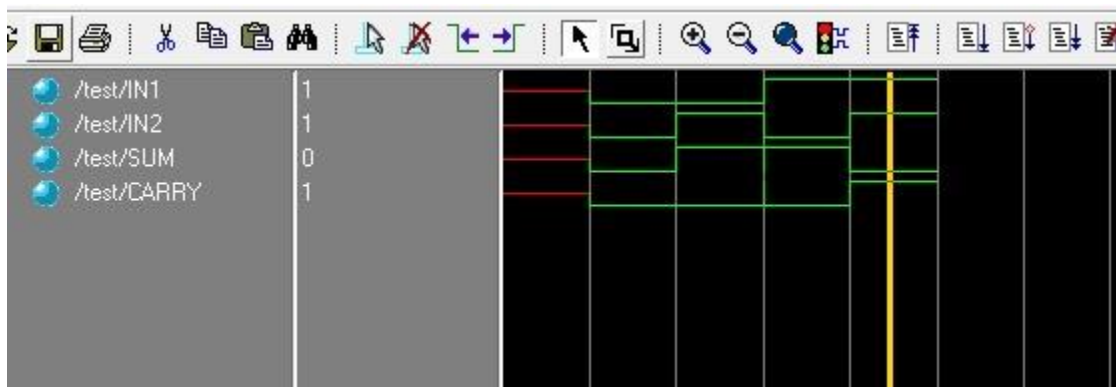 /test/IN1 1
/test/IN2 1
/test/SUM 0
/test/CARRY 1